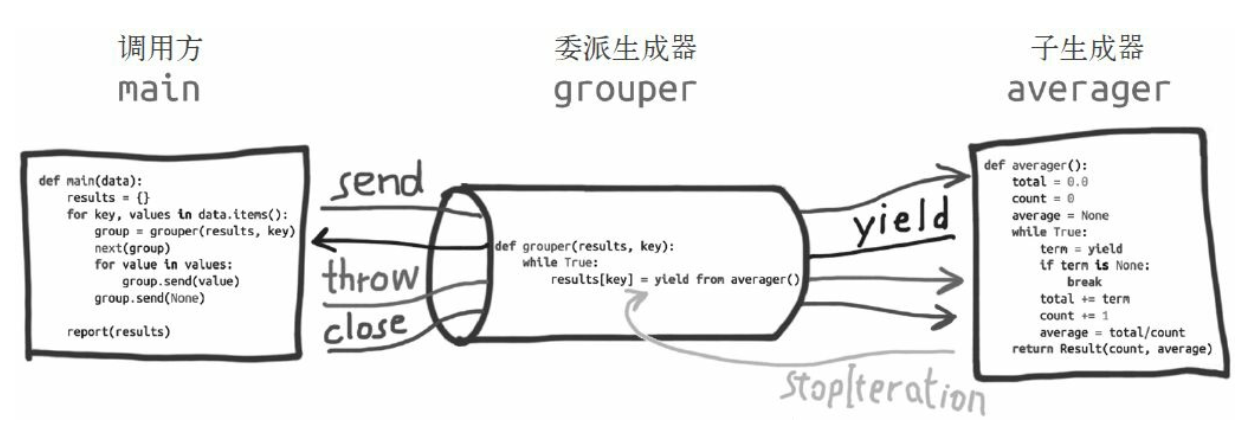 调用方
main
委派生成器
grouper
子生成器
averager
def main(data):
    results = {}
    for key, values in data.items():
        group = grouper(results, key)
        next(group)
        for value in values:
            group.send(value)
        group.send(None)

    report(results)
send
throw
close
def grouper(results, key):
    while True:
        results[key] = yield from averager()
yield
StopIteration
def averager():
    total = 0.0
    count = 0
    average = None
    while True:
        term = yield
        if term is None:
            break
        total += term
        count += 1
        average = total/count
    return Result(count, average)